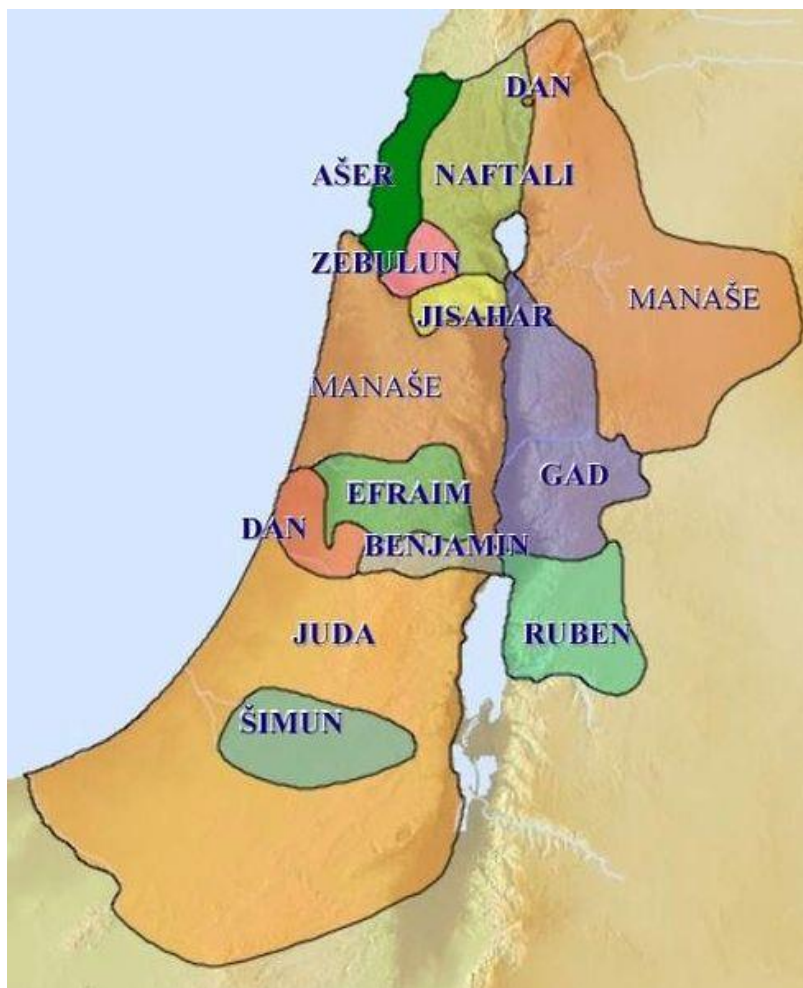 DAN
AŠER
NAFTALI
ZEBULUN
MANAŠE
JISAHAR
MANAŠE
GAD
EFRAIM
DAN
BENJAMIN
JUDA
RUBEN
ŠIMUN